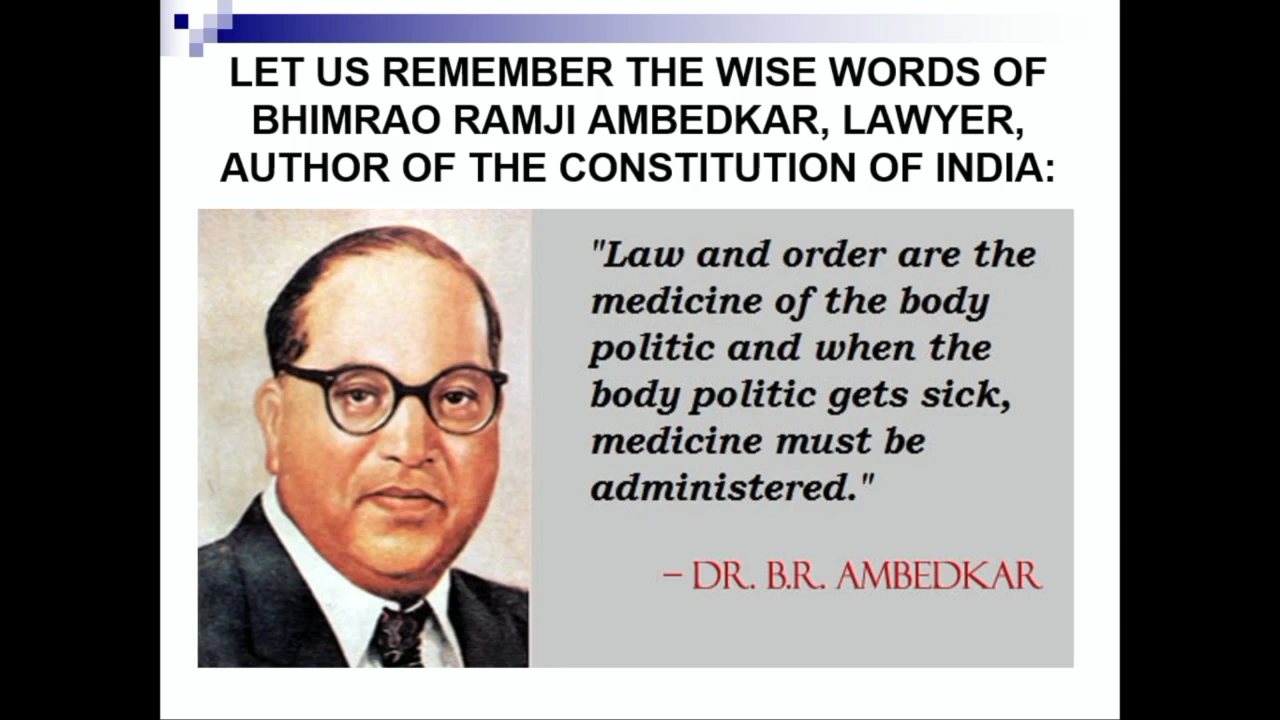 LET US REMEMBER THE WISE WORDS OF
BHIMRAO RAMJI AMBEDKAR, LAWYER,
AUTHOR OF THE CONSTITUTION OF INDIA:
"Law and order are the
medicine of the body
politic and when the
body politic gets sick,
medicine must be
administered."
– DR. B.R. AMBEDKAR